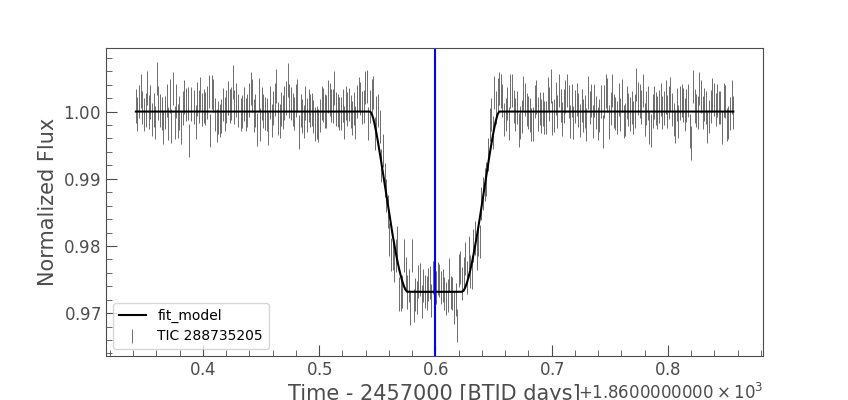 Normalized Flux
1.00
0.99
0.98
0.97
fit_model
TIC 288735205
0.4 0.5 0.6 0.7 0.8
Time - 2457000 [BTJD days]
+1.8600000000 × 10³